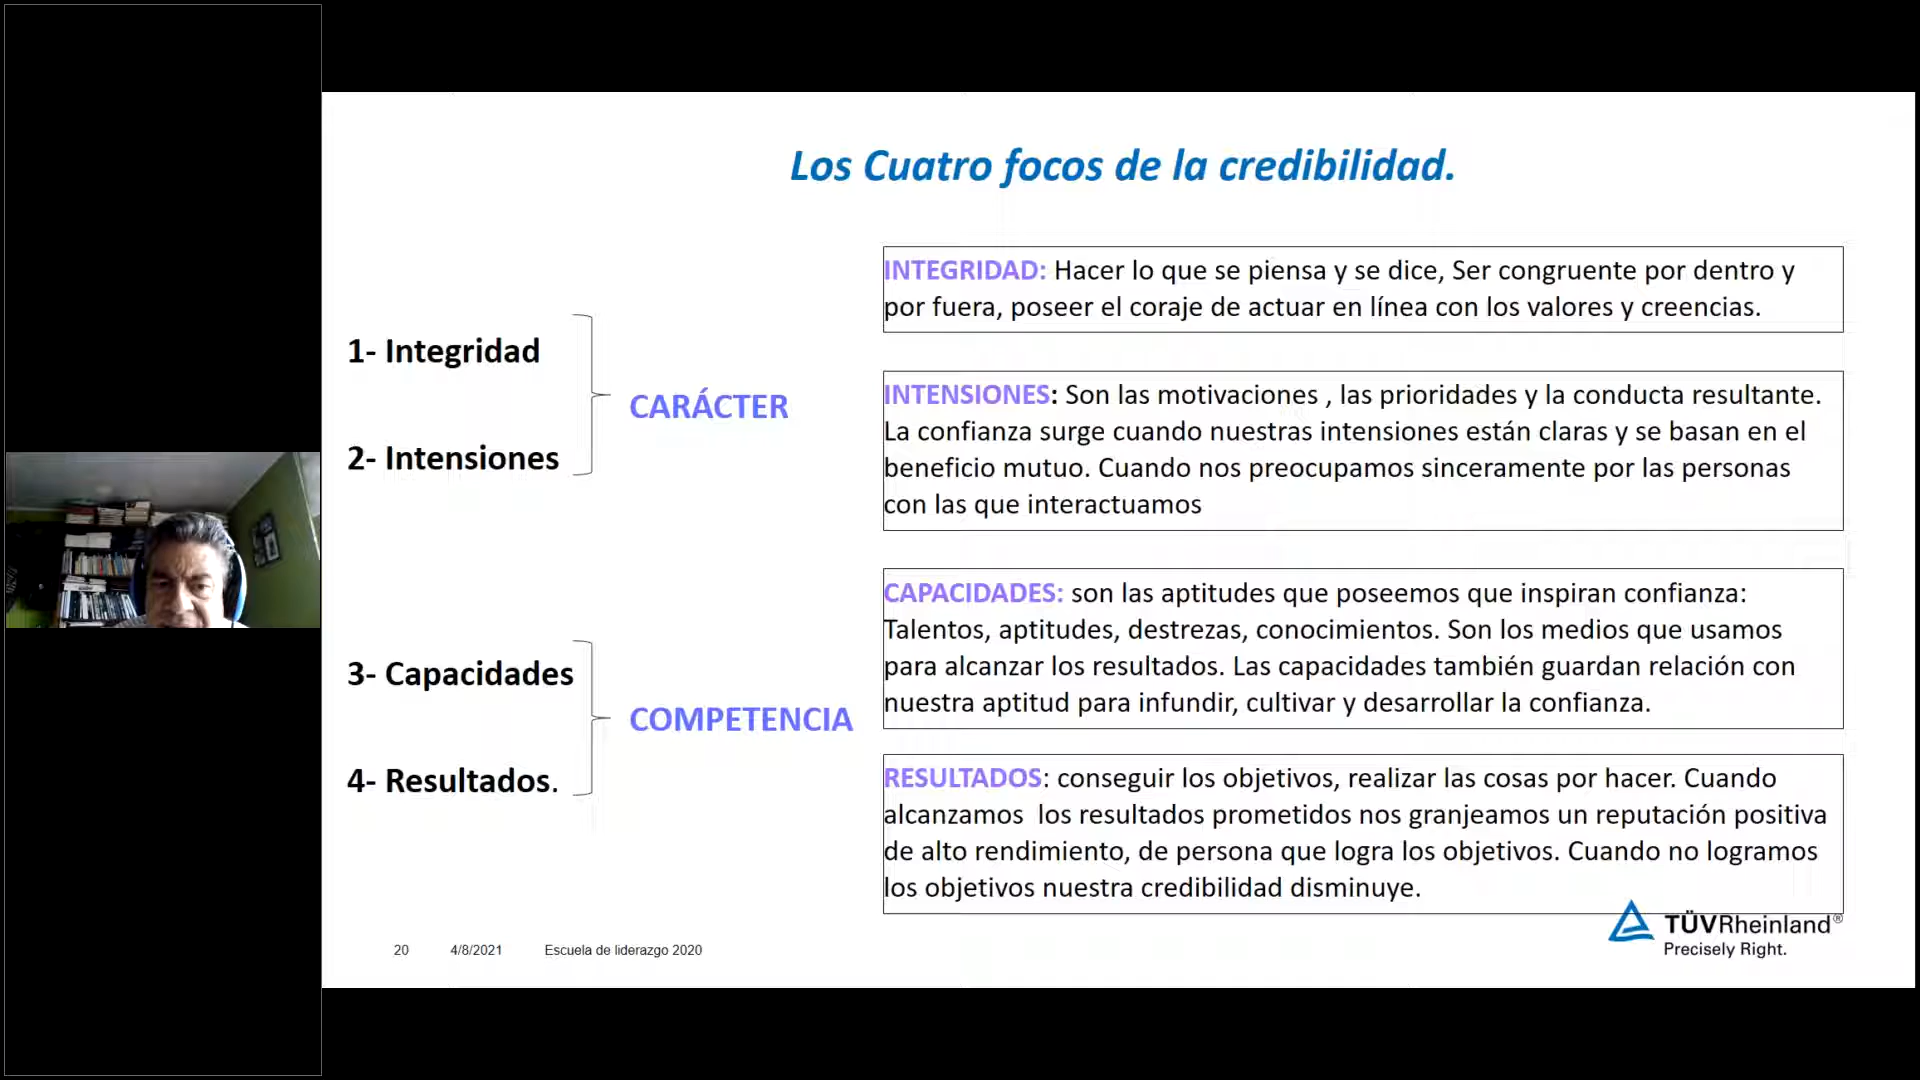 Los Cuatro focos de la credibilidad.
1- Integridad
2- Intensiones
CARÁCTER
3- Capacidades
4- Resultados.
COMPETENCIA
INTEGRIDAD: Hacer lo que se piensa y se dice, Ser congruente por dentro y
por fuera, poseer el coraje de actuar en línea con los valores y creencias.
INTENSIONES: Son las motivaciones , las prioridades y la conducta resultante.
La confianza surge cuando nuestras intensiones están claras y se basan en el
beneficio mutuo. Cuando nos preocupamos sinceramente por las personas
con las que interactuamos
CAPACIDADES: son las aptitudes que poseemos que inspiran confianza:
Talentos, aptitudes, destrezas, conocimientos. Son los medios que usamos
para alcanzar los resultados. Las capacidades también guardan relación con
nuestra aptitud para infundir, cultivar y desarrollar la confianza.
RESULTADOS: conseguir los objetivos, realizar las cosas por hacer. Cuando
alcanzamos  los resultados prometidos nos granjeamos un reputación positiva
de alto rendimiento, de persona que logra los objetivos. Cuando no logramos
los objetivos nuestra credibilidad disminuye.
20 4/8/2021 Escuela de liderazgo 2020
TÜVRheinland®
Precisely Right.